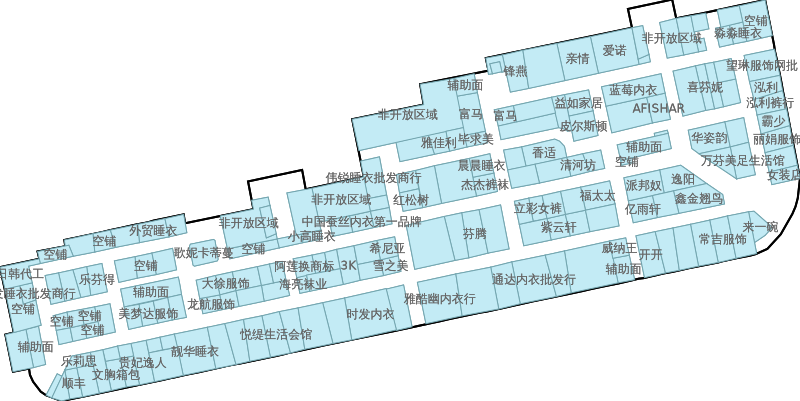 空铺
淼淼睡衣
非开放区域
爱诺
亲情
锋燕
望琳服饰网批
辅助面
蓝莓内衣
喜芬妮
泓利
泓利裤行
益如家居
AFISHAR
非开放区域
富马
富马
霸少
皮尔斯顿
雅佳利
毕求美
华姿韵
丽娟服饰
辅助面
香适
空铺
万芬美足生活馆
晨晨睡衣
清河坊
女装店
伟锐睡衣批发商行
杰杰裤袜
派邦奴
逸阳
非开放区域
红松树
福太太
鑫金翘鸟
立彩女裤
亿雨轩
中国蚕丝内衣第一品牌
非开放区域
外贸睡衣
紫云轩
来一碗
芬腾
小高睡衣
空铺
常吉服饰
希尼亚
空铺
歌妮卡蒂蔓
威纳王
空铺
开开
阿莲换商标
3K
雪之美
空铺
辅助面
日韩代工
乐芬得
大徐服饰
海亮袜业
通达内衣批发行
发睡衣批发商行
辅助面
雅酷幽内衣行
龙航服饰
空铺
美梦达服饰
时发内衣
空铺
空铺
空铺
悦缇生活会馆
辅助面
靓华睡衣
乐莉思
贵妃逸人
文胸箱包
顺丰